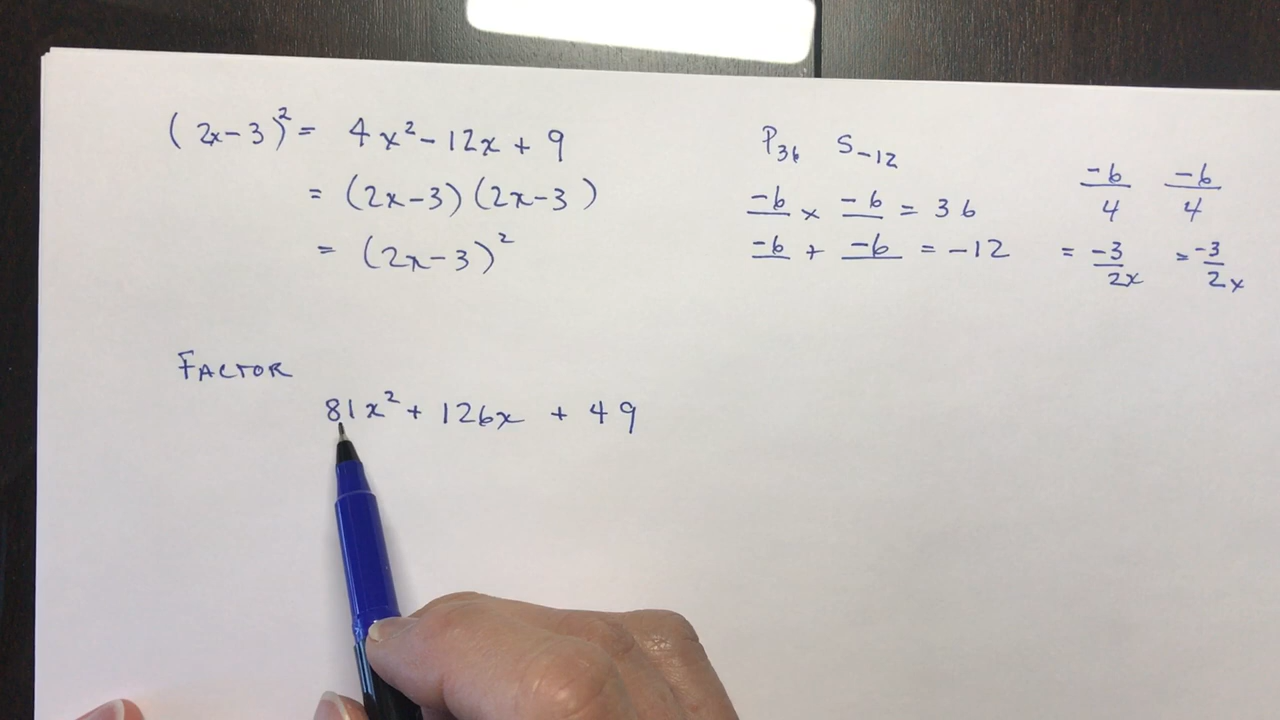 (2x-3)² = 4x² - 12x + 9
= (2x-3)(2x-3)
= (2x-3)²
P₃₆ S₋₁₂
-6 x -6 = 36
-6 + -6 = -12
-6/4 -6/4
= -3/2x = -3/2x
FACTOR
81x² + 126x + 49